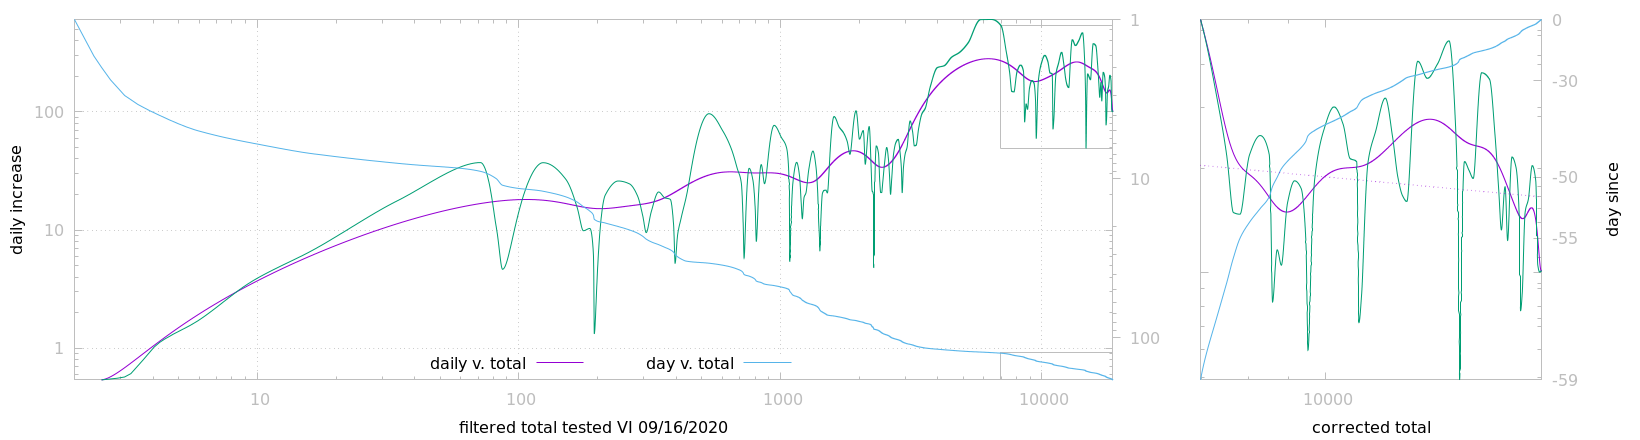 daily increase
100
10
1
daily v. total
day v. total
10
100
1000
10000
filtered total tested VI 09/16/2020
1
10
100
0
-30
-50
-55
-59
day since
10000
corrected total